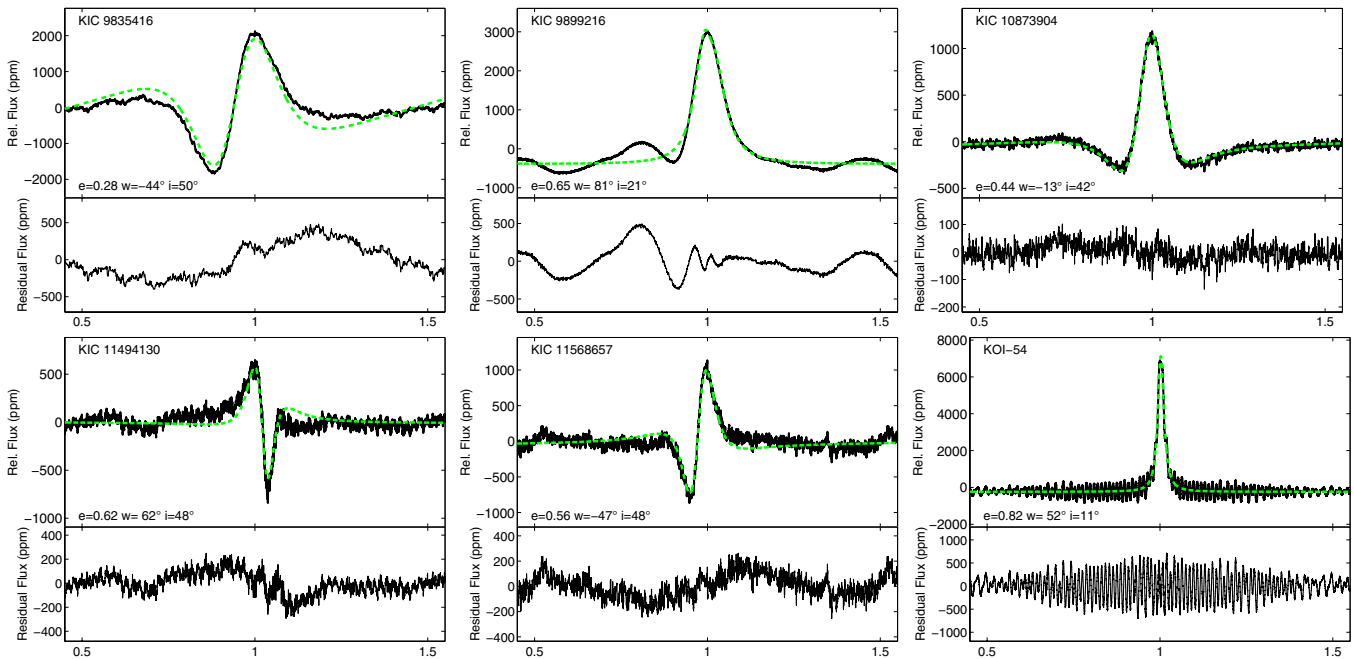 KIC 9835416
Rel. Flux (ppm)
2000
1000
0
−1000
−2000
e=0.28 w=−44° i=50°
Residual Flux (ppm)
500
0
−500
0.5 1 1.5
KIC 9899216
Rel. Flux (ppm)
3000
2000
1000
0
−1000
e=0.65 w= 81° i=21°
Residual Flux (ppm)
500
0
−500
0.5 1 1.5
KIC 10873904
Rel. Flux (ppm)
1000
500
0
−500
e=0.44 w=−13° i=42°
Residual Flux (ppm)
100
0
−100
−200
0.5 1 1.5
KIC 11494130
Rel. Flux (ppm)
500
0
−500
−1000
e=0.62 w= 62° i=48°
Residual Flux (ppm)
400
200
0
−200
−400
0.5 1 1.5
KIC 11568657
Rel. Flux (ppm)
1000
500
0
−500
−1000
e=0.56 w=−47° i=48°
Residual Flux (ppm)
400
200
0
−200
−400
0.5 1 1.5
KOI−54
Rel. Flux (ppm)
8000
6000
4000
2000
0
−2000
e=0.82 w= 52° i=11°
Residual Flux (ppm)
1000
500
0
−500
−1000
0.5 1 1.5